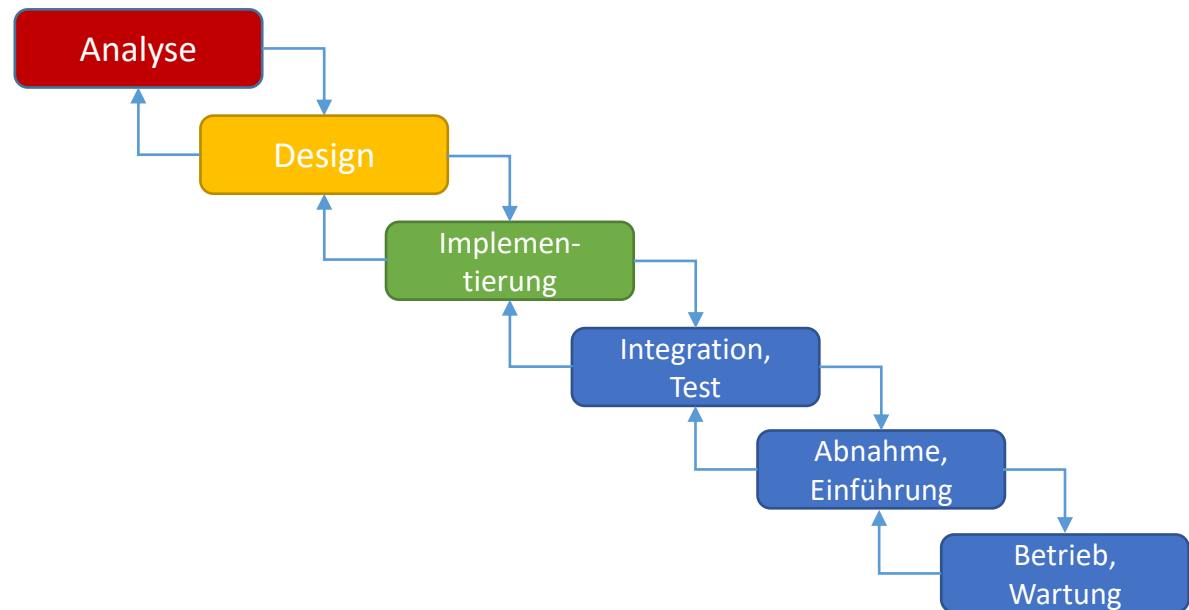 Analyse
Design
Implemen-
tierung
Integration,
Test
Abnahme,
Einführung
Betrieb,
Wartung